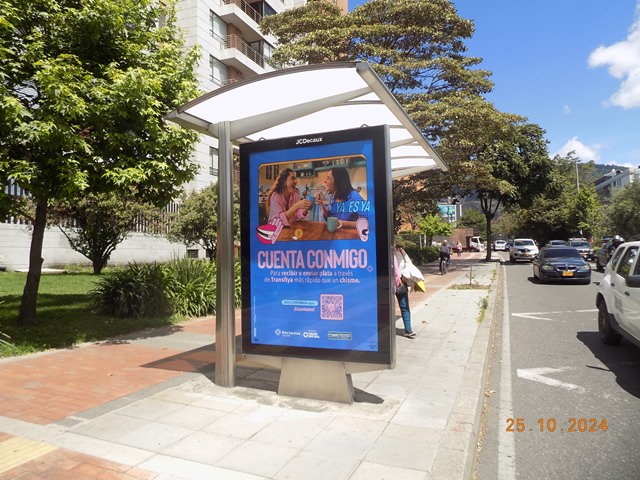 JCDecaux
YA, ES YA
CUENTA CONMIGO
Para recibir o enviar plata a través
de Transfiya más rápido que un chisme.
25.10.2024